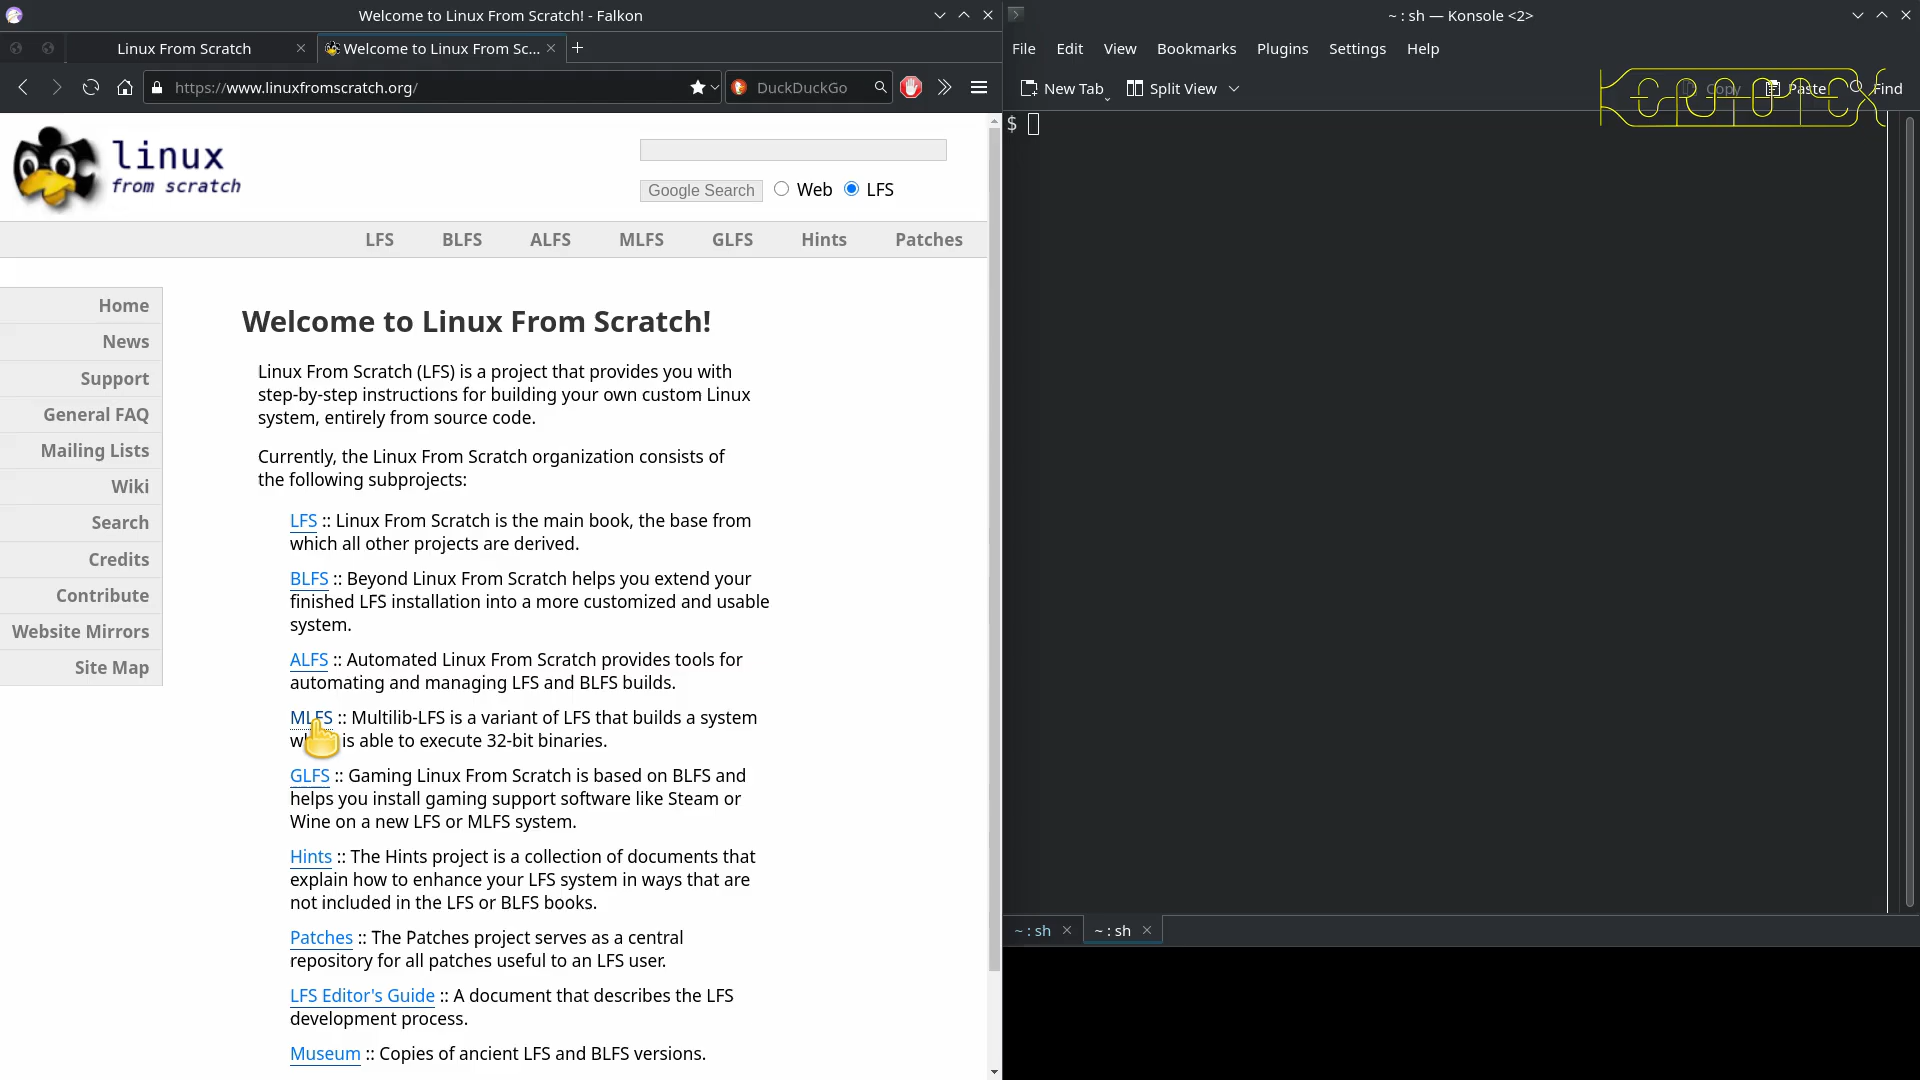 Welcome to Linux From Scratch! - Falkon
Linux From Scratch
Welcome to Linux From Sc...
https://www.linuxfromscratch.org/
DuckDuckGo
linux
from scratch
Google Search
Web
LFS
LFS
BLFS
ALFS
MLFS
GLFS
Hints
Patches
Home
News
Support
General FAQ
Mailing Lists
Wiki
Search
Credits
Contribute
Website Mirrors
Site Map
Welcome to Linux From Scratch!
Linux From Scratch (LFS) is a project that provides you with
step-by-step instructions for building your own custom Linux
system, entirely from source code.
Currently, the Linux From Scratch organization consists of
the following subprojects:
LFS :: Linux From Scratch is the main book, the base from
which all other projects are derived.
BLFS :: Beyond Linux From Scratch helps you extend your
finished LFS installation into a more customized and usable
system.
ALFS :: Automated Linux From Scratch provides tools for
automating and managing LFS and BLFS builds.
MLFS :: Multilib-LFS is a variant of LFS that builds a system
is able to execute 32-bit binaries.
GLFS :: Gaming Linux From Scratch is based on BLFS and
helps you install gaming support software like Steam or
Wine on a new LFS or MLFS system.
Hints :: The Hints project is a collection of documents that
explain how to enhance your LFS system in ways that are
not included in the LFS or BLFS books.
Patches :: The Patches project serves as a central
repository for all patches useful to an LFS user.
LFS Editor's Guide :: A document that describes the LFS
development process.
Museum :: Copies of ancient LFS and BLFS versions.
~ : sh — Konsole <2>
File Edit View Bookmarks Plugins Settings Help
New Tab
Split View
Copy
Paste
Find
$
~ : sh
~ : sh